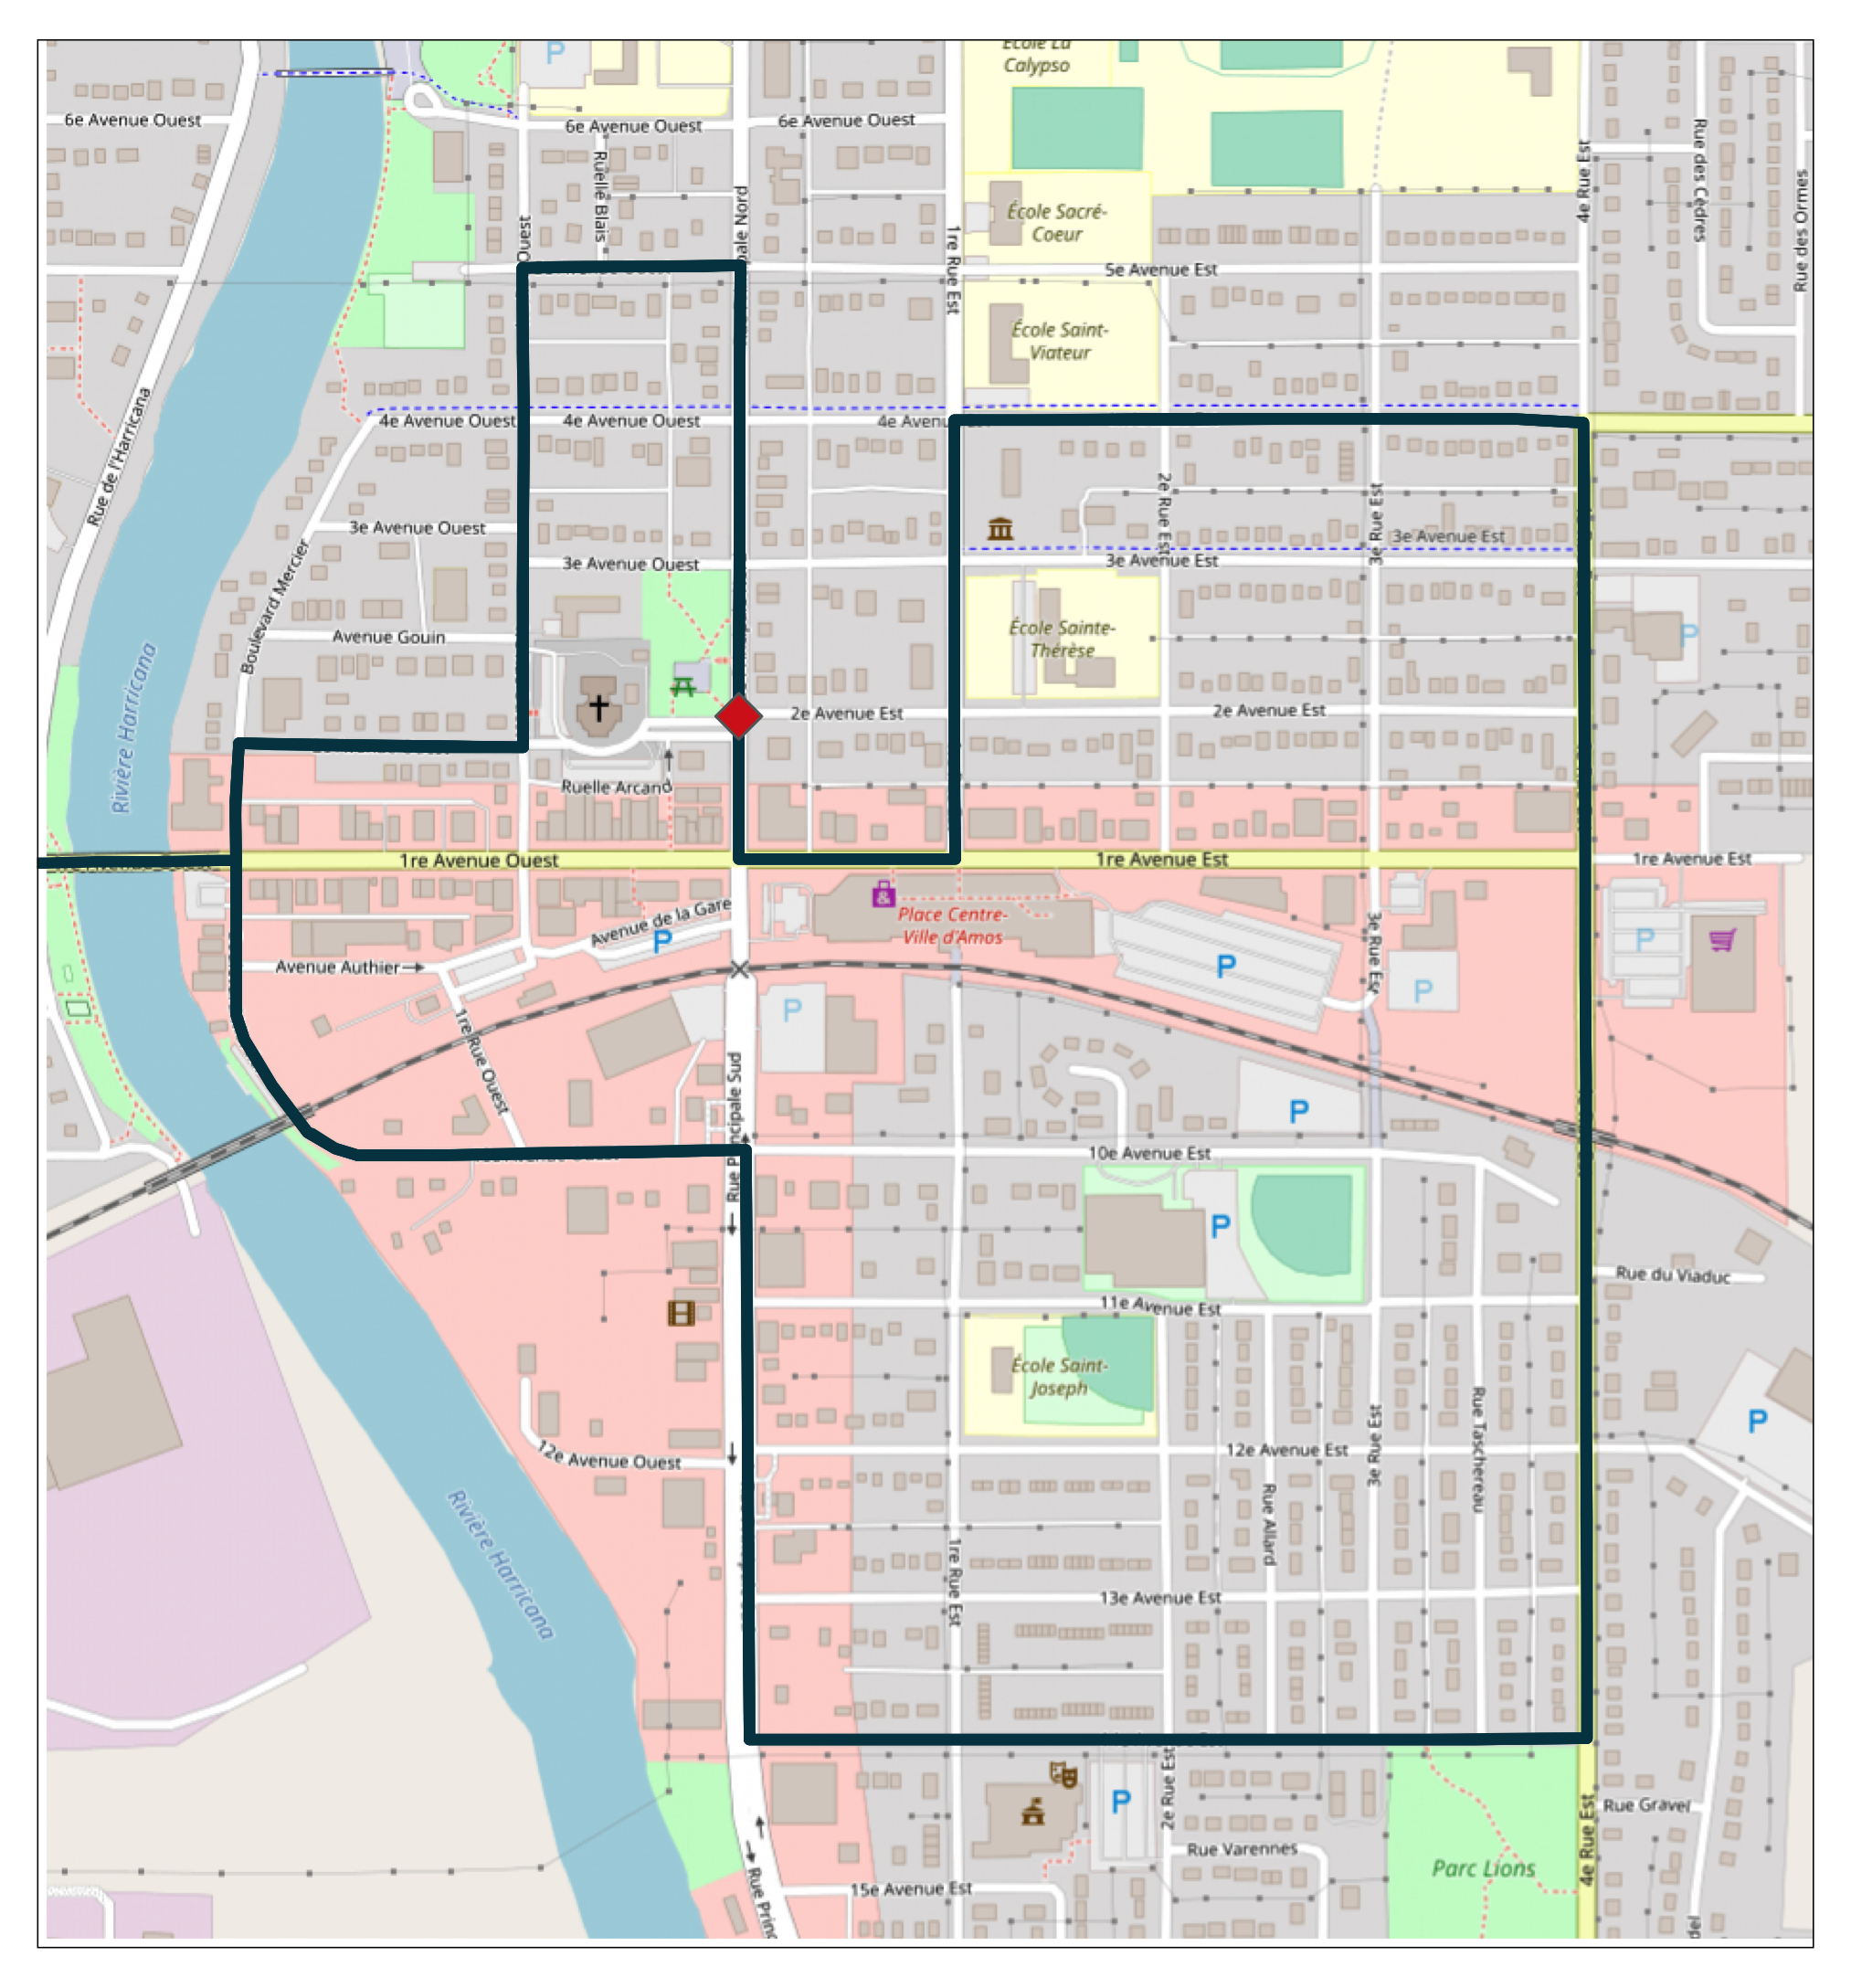 P
École La
Calypso
6e Avenue Ouest
6e Avenue Ouest
6e Avenue Ouest
Ruelle Blais
4e Rue Est
Rue des Cèdres
Rue des Ormes
École Sacré-
Coeur
1re Rue Est
5e Avenue Est
École Saint-
Viateur
Rue de l'Harricana
4e Avenue Ouest
4e Avenue Ouest
3e Avenue Ouest
2e Rue Est
3e Rue Est
3e Avenue Est
3e Avenue Ouest
3e Avenue Est
Boulevard Mercier
Avenue Gouin
École Sainte-
Thérèse
P
Rivière Harricana
2e Avenue Est
2e Avenue Est
Ruelle Arcand
1re Avenue Ouest
1re Avenue Est
1re Avenue Est
Avenue de la Gare
P
Place Centre-
Ville d'Amos
3e Rue Est
P
P
P
Avenue Authier
P
1re Rue Ouest
Rue Principale Sud
P
10e Avenue Est
P
Rue du Viaduc
11e Avenue Est
École Saint-
Joseph
Rue Taschereau
3e Rue Est
P
12e Avenue Ouest
12e Avenue Est
Rue Allard
Rivière Harricana
1re Rue Est
13e Avenue Est
2e Rue Est
P
4e Rue Est
Rue Gravel
Rue Varennes
Parc Lions
15e Avenue Est
Rue Princ
del